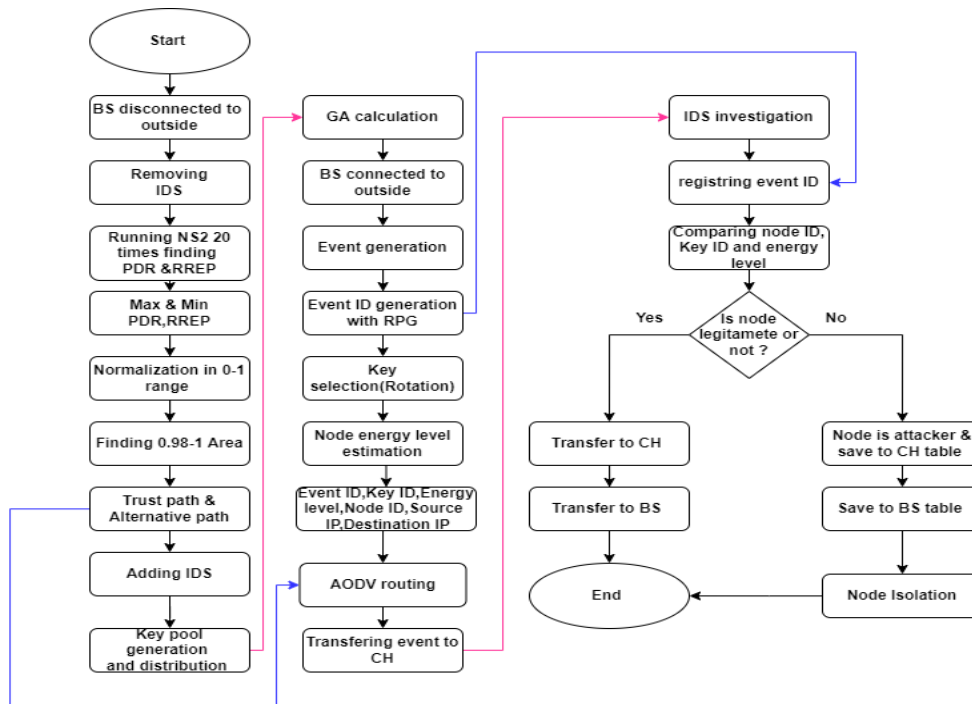 Start
BS disconnected to
outside
Removing
IDS
Running NS2 20
times finding
PDR &RREP
Max & Min
PDR,RREP
Normalization in 0-1
range
Finding 0.98-1 Area
Trust path &
Alternative path
Adding IDS
Key pool
generation
and distribution
GA calculation
BS connected to
outside
Event generation
Event ID generation
with RPG
Key
selection(Rotation)
Node energy level
estimation
Event ID,Key ID,Energy
level,Node ID,Source
IP,Destination IP
AODV routing
Transfering event to
CH
IDS investigation
registring event ID
Comparing node ID,
Key ID and energy
level
Is node
legitamete or
not ?
Yes
No
Transfer to CH
Transfer to BS
End
Node is attacker &
save to CH table
Save to BS table
Node Isolation